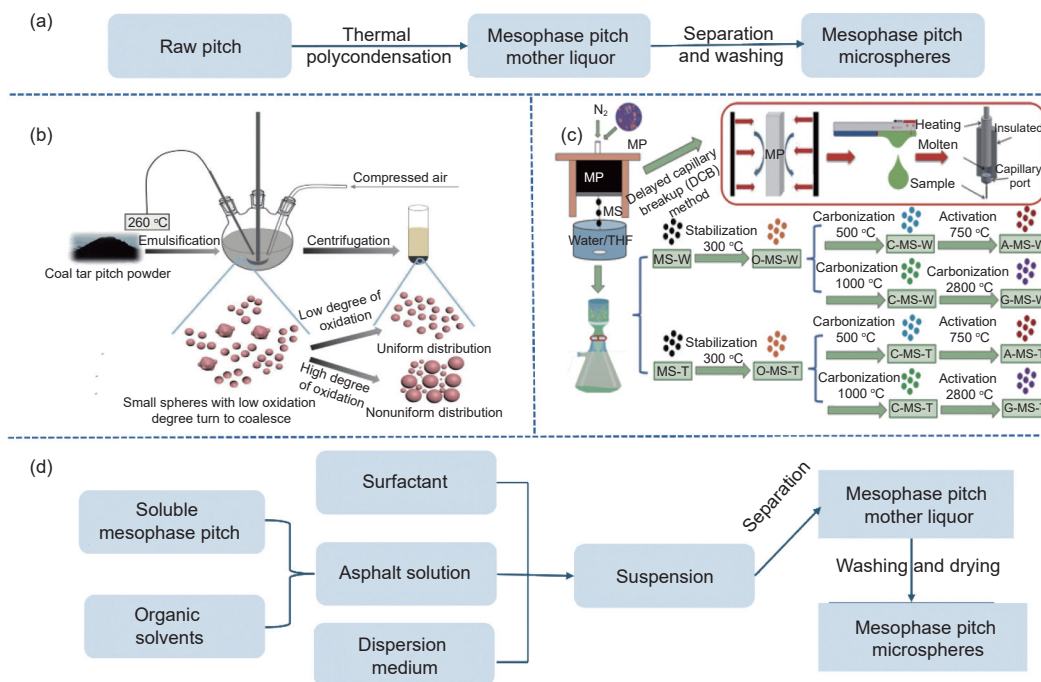 (a)
Raw pitch
Thermal
polycondensation
Mesophase pitch
mother liquor
Separation
and washing
Mesophase pitch
microspheres
(b)
Compressed air
260 °C
Emulsification
Centrifugation
Coal tar pitch powder
Low degree of
oxidation
Uniform distribution
High degree
of oxidation
Small spheres with low oxidation
degree turn to coalesce
Nonuniform distribution
(c)
N2
MP
MP
MS
Water/THF
Delayed capillary
breakup (DCB)
method
MP
Heating
Insulated
Molten
Sample
Capillary
port
MS-W
Stabilization
300 °C
O-MS-W
Carbonization
500 °C
C-MS-W
Activation
750 °C
A-MS-W
Carbonization
1000 °C
C-MS-W
Carbonization
2800 °C
G-MS-W
MS-T
Stabilization
300 °C
O-MS-T
Carbonization
500 °C
C-MS-T
Activation
750 °C
A-MS-T
Carbonization
1000 °C
C-MS-T
Activation
2800 °C
G-MS-T
(d)
Soluble
mesophase pitch
Organic
solvents
Surfactant
Asphalt solution
Dispersion
medium
Suspension
Separation
Mesophase pitch
mother liquor
Washing and drying
Mesophase pitch
microspheres